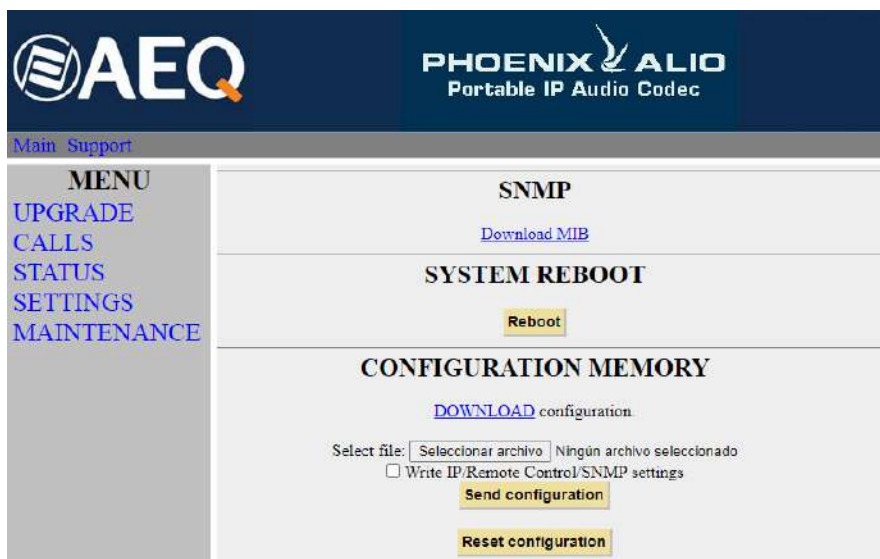 AEQ
PHOENIX ALIO
Portable IP Audio Codec
Main Support
MENU
UPGRADE
CALLS
STATUS
SETTINGS
MAINTENANCE
SNMP
Download MIB
SYSTEM REBOOT
Reboot
CONFIGURATION MEMORY
DOWNLOAD configuration.
Select file: Seleccionar archivo Ningún archivo seleccionado
Write IP/Remote Control/SNMP settings
Send configuration
Reset configuration